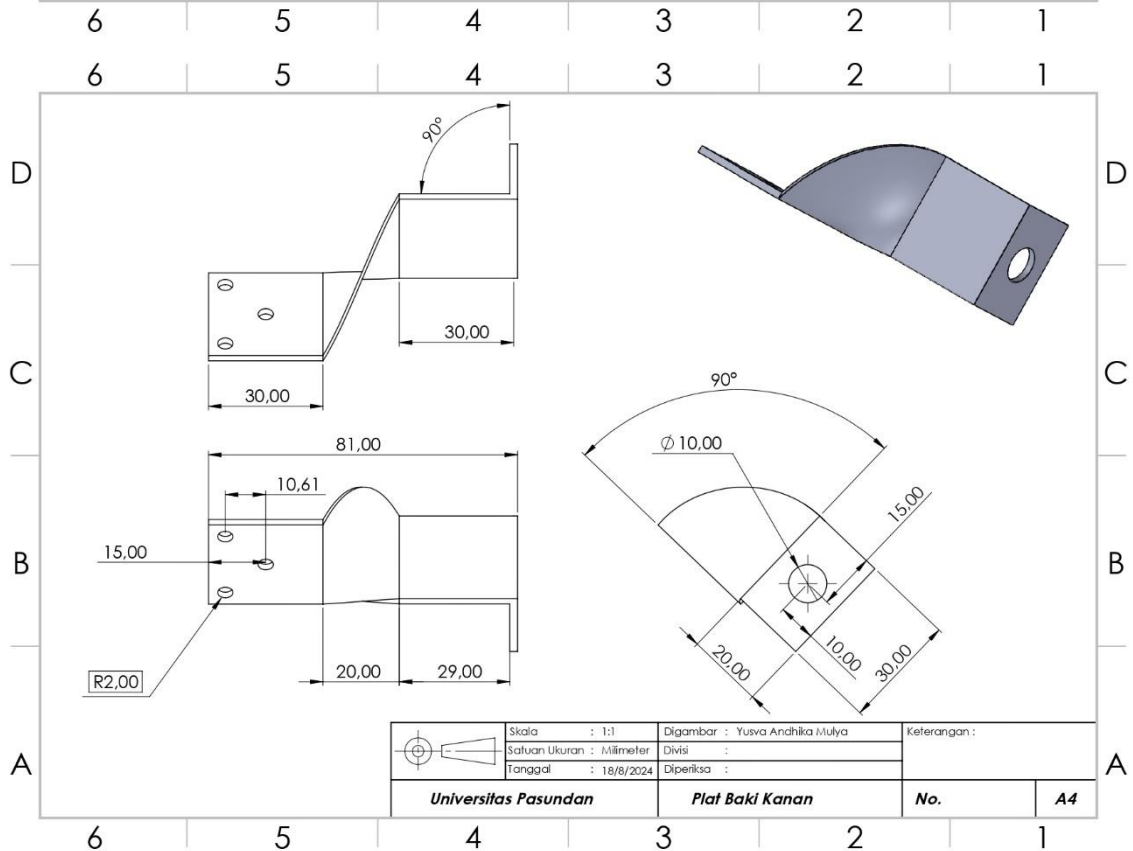 6 5 4 3 2 1
6 5 4 3 2 1
D D
90°
30,00
30,00
C C
90°
81,00
Ø 10,00
10,61
15,00
15,00
B B
R2,00
20,00 29,00
20,00
10,00
30,00
A A
Skala : 1:1 Digambar : Yusva Andhika Mulya Keterangan :
Satuan Ukuran : Milimeter Divisi :
Tanggal : 18/8/2024 Diperiksa :
Universitas Pasundan Plat Baki Kanan No. A4
6 5 4 3 2 1